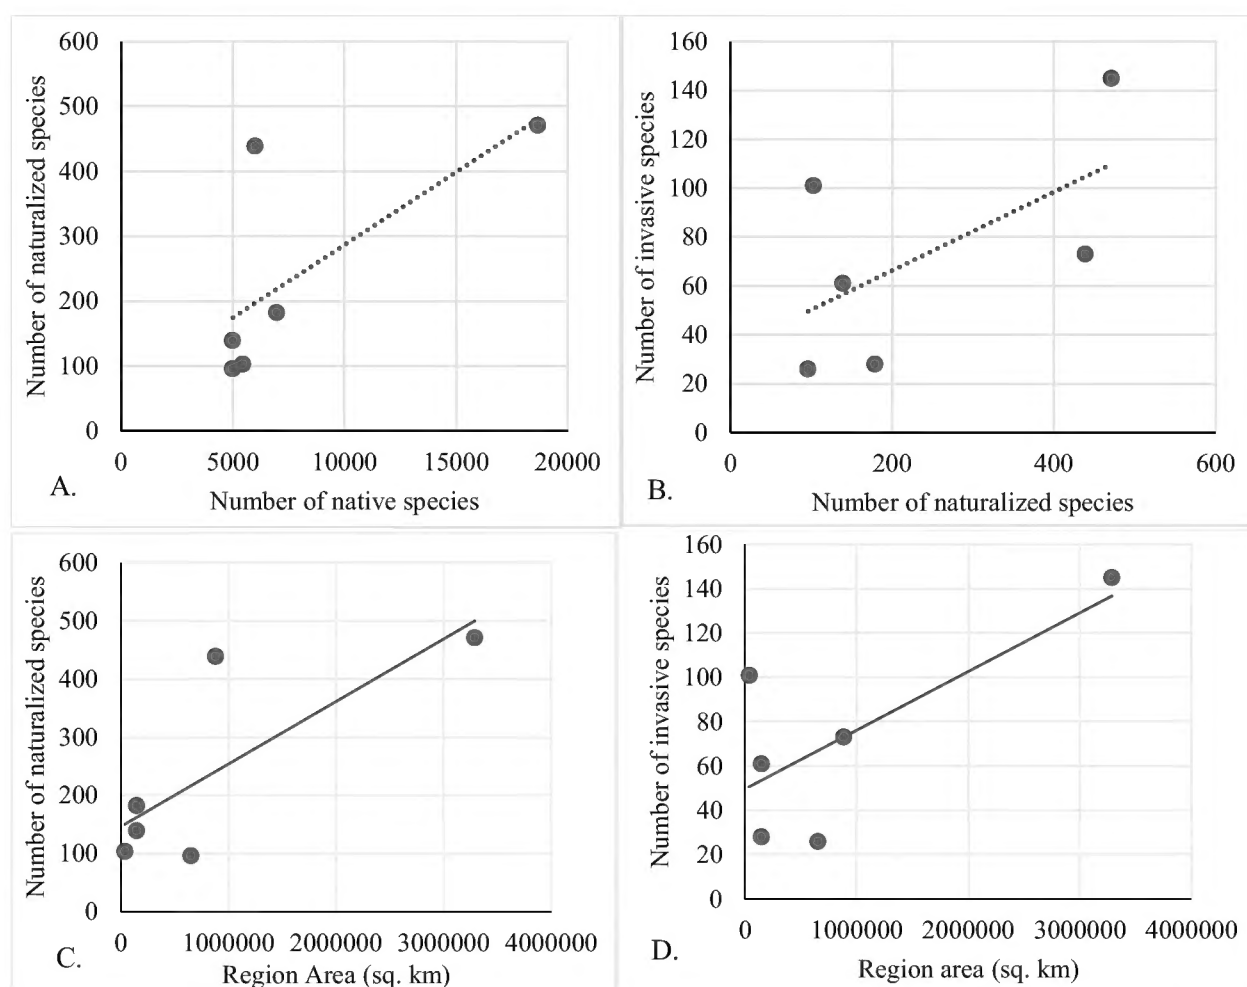 600
500
400
300
200
100
0
Number of naturalized species
0 5000 10000 15000 20000
Number of native species
A.
160
140
120
100
80
60
40
20
0
Number of invasive species
0 200 400 600
Number of naturalized species
B.
600
500
400
300
200
100
0
Number of naturalized species
0 1000000 2000000 3000000 4000000
Region Area (sq. km)
C.
160
140
120
100
80
60
40
20
0
Number of invasive species
0 1000000 2000000 3000000 4000000
Region area (sq. km)
D.